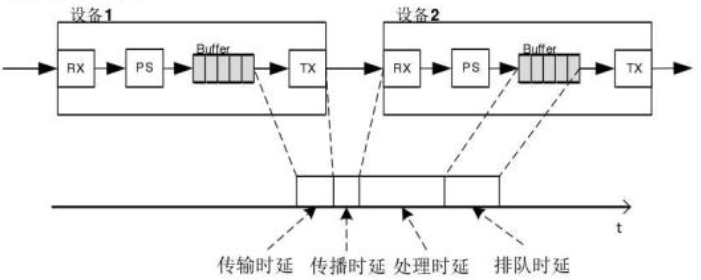 设备1 设备2
Buffer Buffer
RX PS TX RX PS TX
t
传输时延 传播时延 处理时延 排队时延